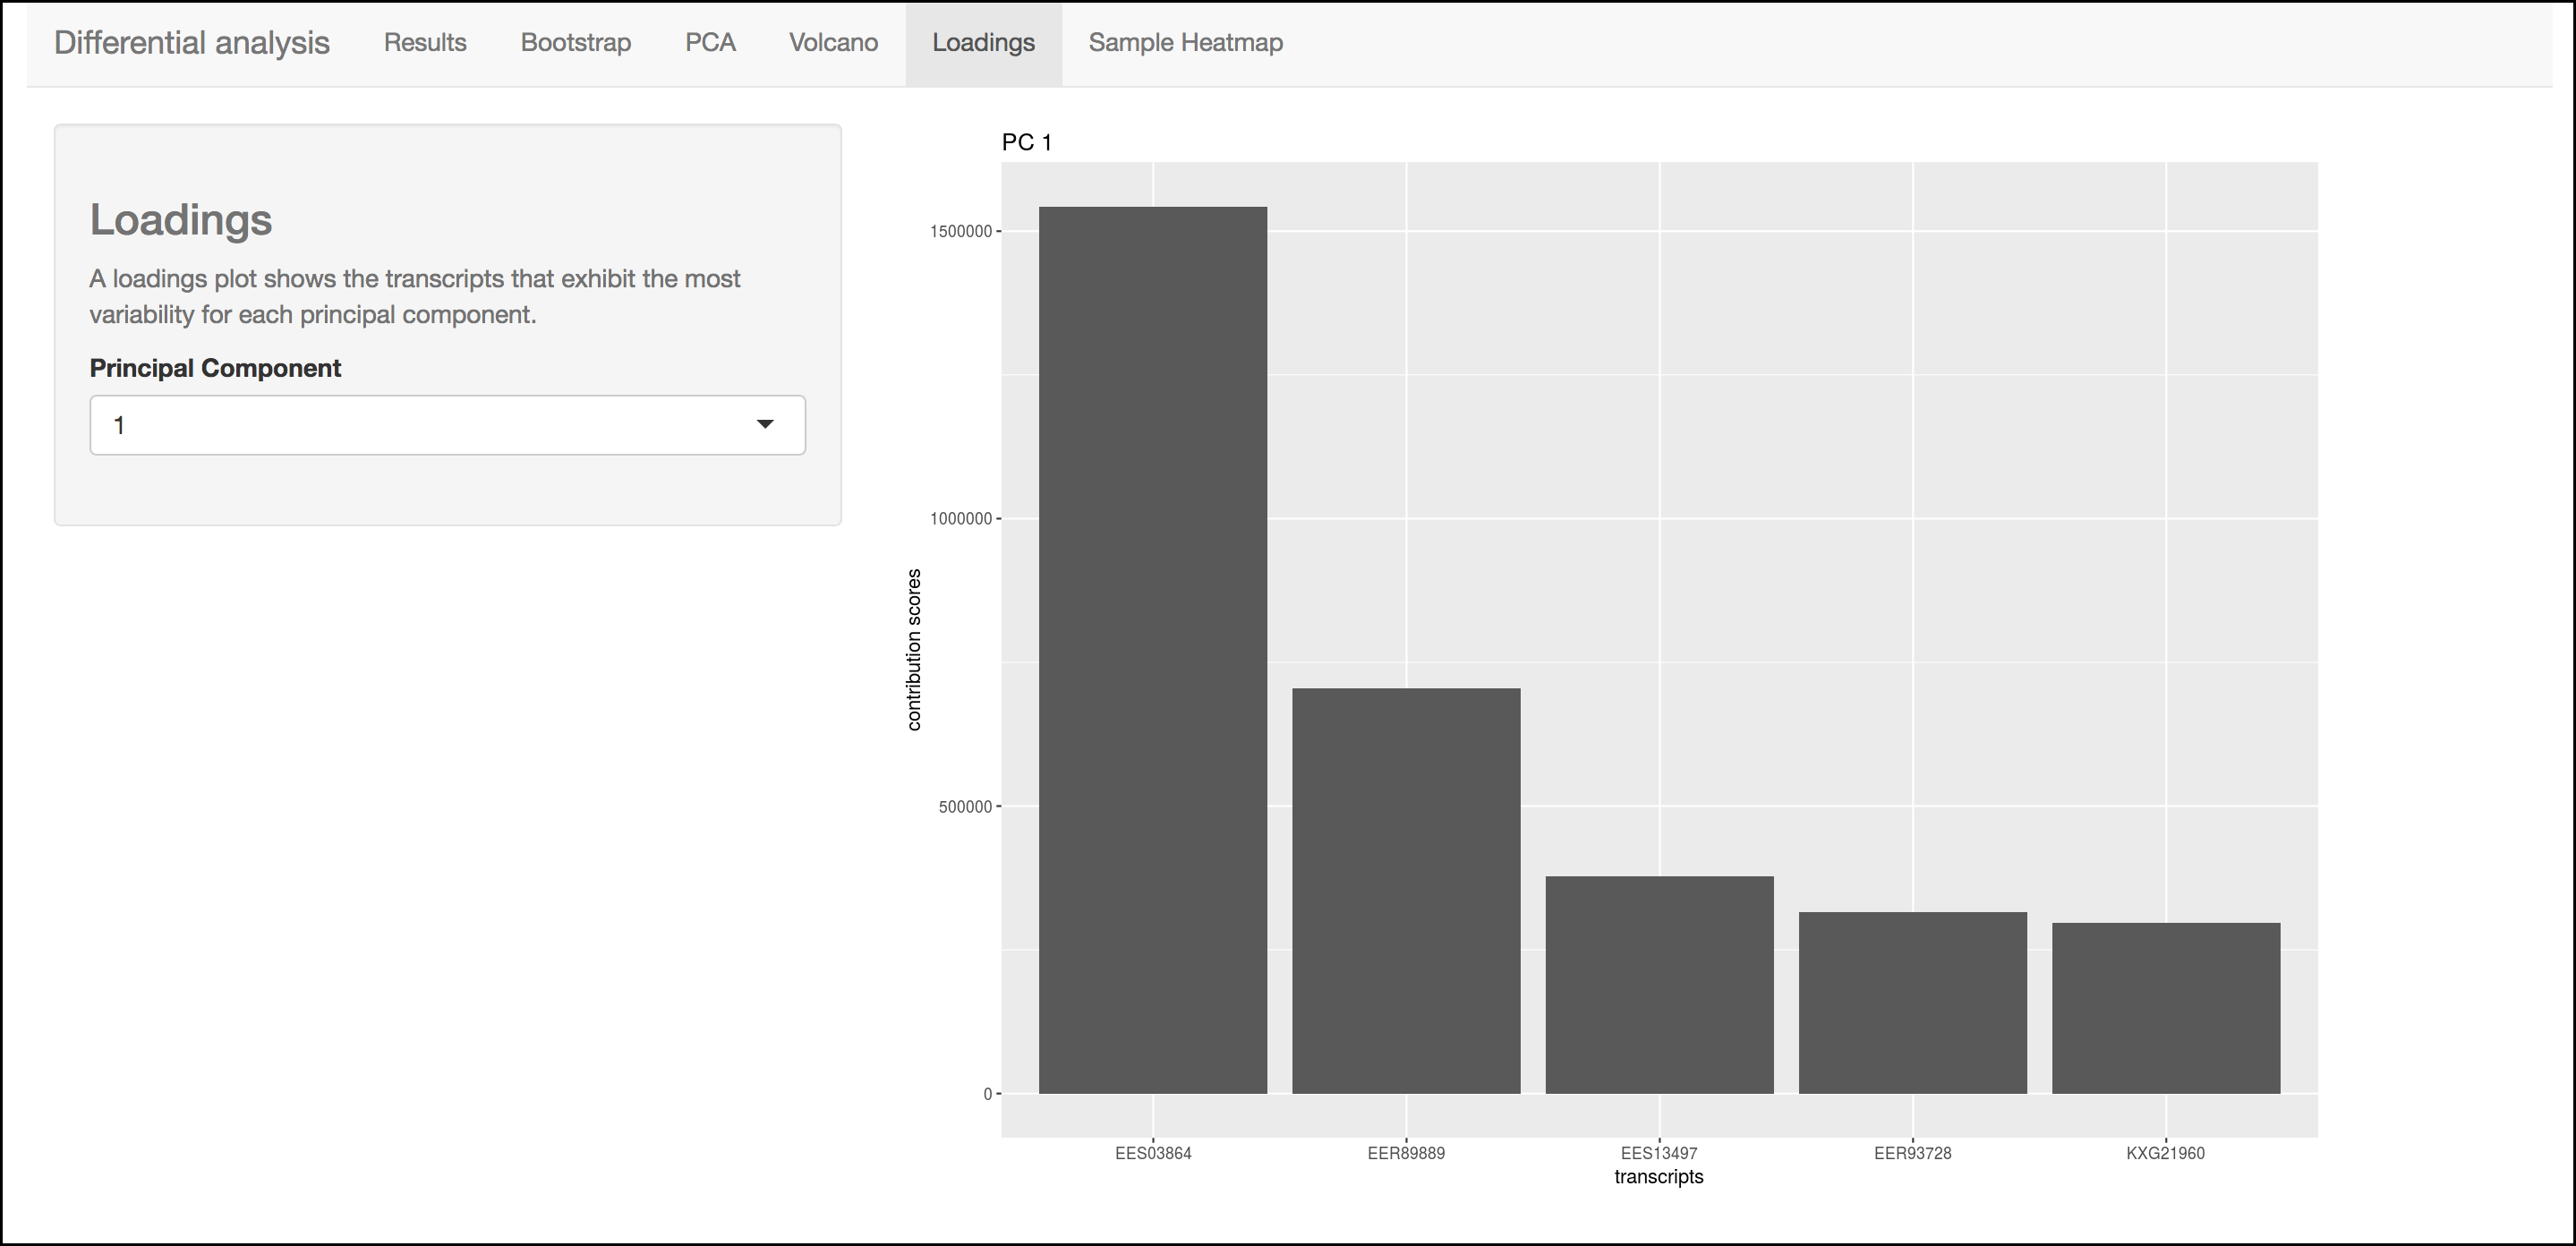 Differential analysis Results Bootstrap PCA Volcano Loadings Sample Heatmap
Loadings
A loadings plot shows the transcripts that exhibit the most
variability for each principal component.
Principal Component
1
PC 1
1500000
1000000
500000
0
contribution scores
EES03864 EER89889 EES13497 EER93728 KXG21960
transcripts